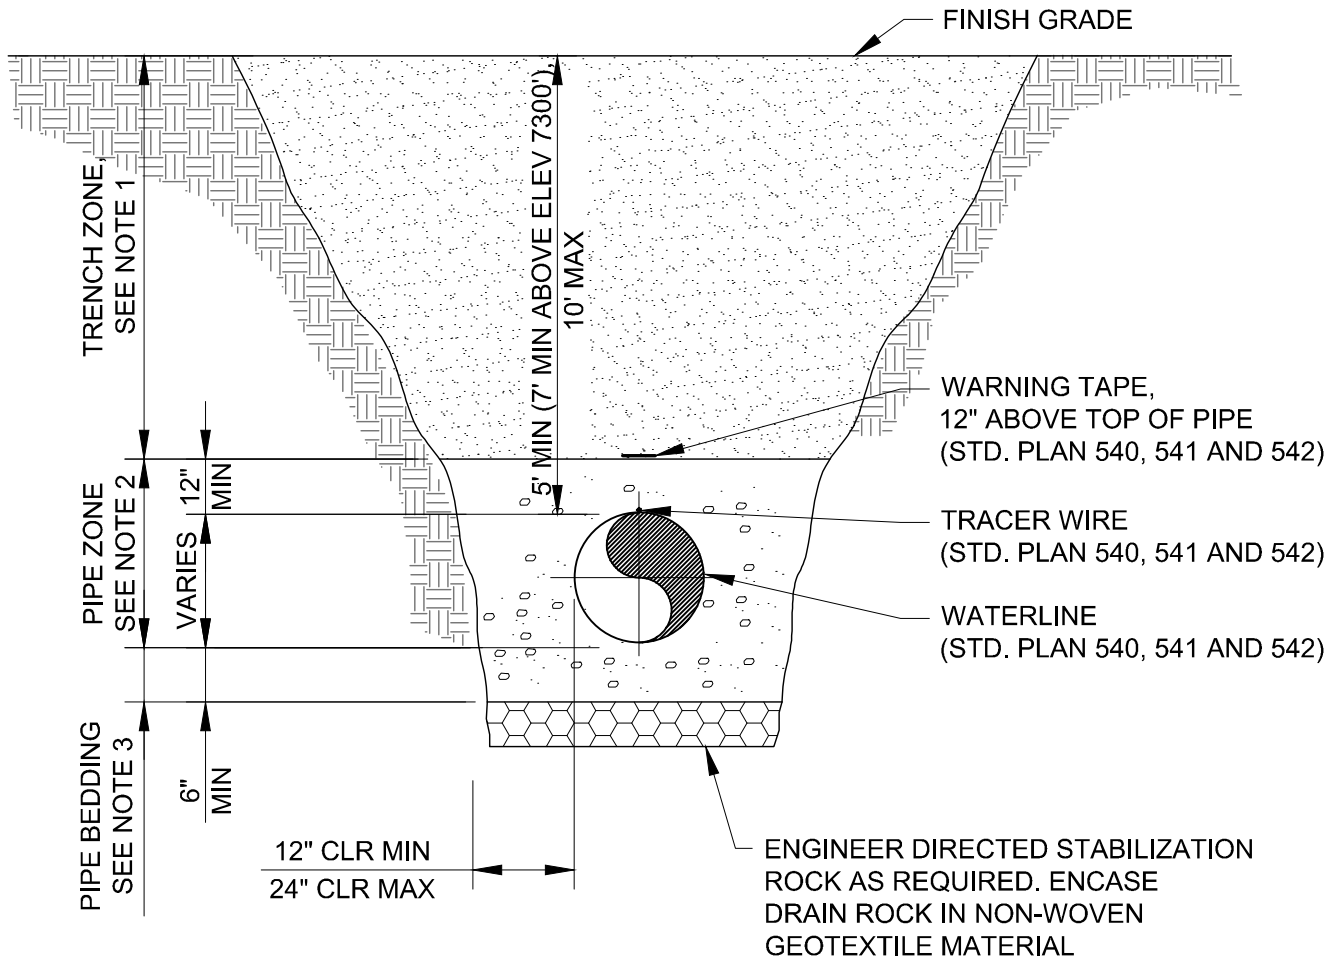 FINISH GRADE
TRENCH ZONE,
SEE NOTE 1
5' MIN (7' MIN ABOVE ELEV 7300'),
10' MAX
WARNING TAPE,
12" ABOVE TOP OF PIPE
(STD. PLAN 540, 541 AND 542)
PIPE ZONE
SEE NOTE 2
12"
MIN
VARIES
TRACER WIRE
(STD. PLAN 540, 541 AND 542)
WATERLINE
(STD. PLAN 540, 541 AND 542)
PIPE BEDDING
SEE NOTE 3
6"
MIN
12" CLR MIN
24" CLR MAX
ENGINEER DIRECTED STABILIZATION
ROCK AS REQUIRED. ENCASE
DRAIN ROCK IN NON-WOVEN
GEOTEXTILE MATERIAL